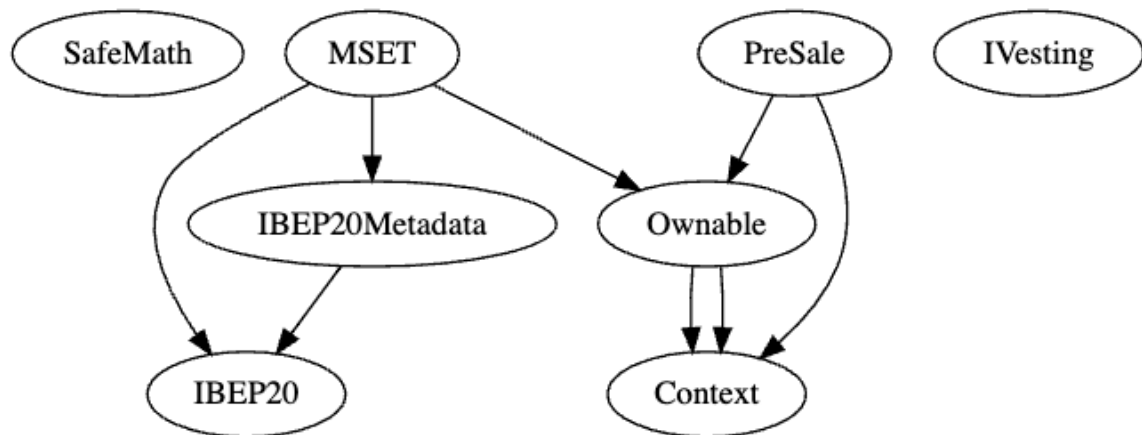 SafeMath
MSET
PreSale
IVesting
IBEP20Metadata
Ownable
IBEP20
Context